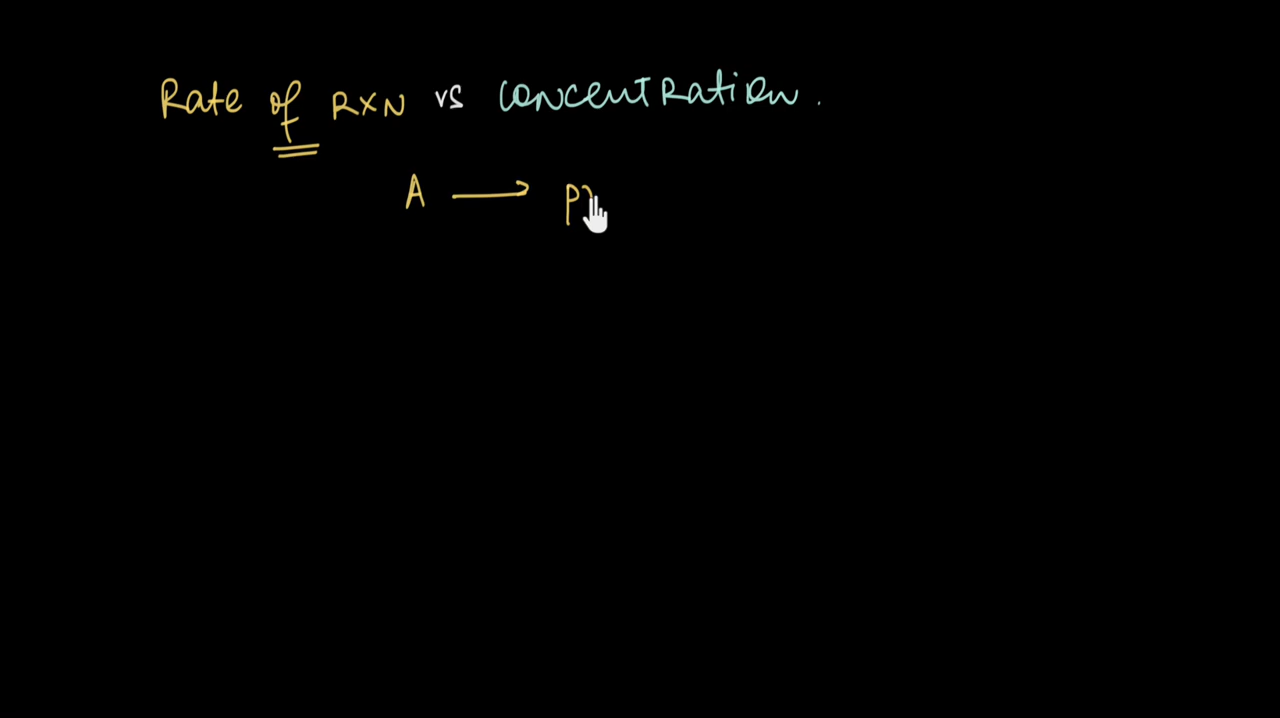 Rate of RXN vs concentration.
A → P